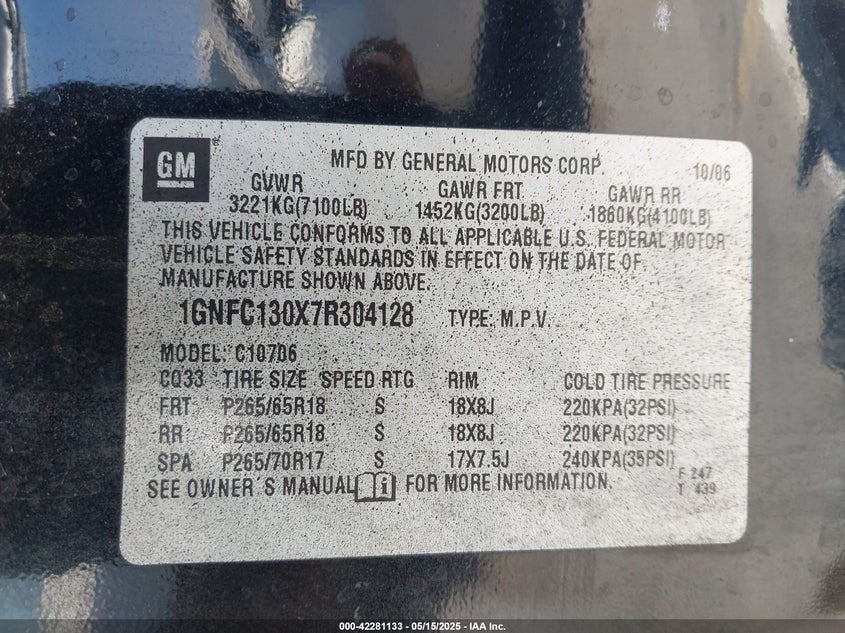 GM
MFD BY GENERAL MOTORS CORP.
10/06
GVWR GAWR FRT GAWR RR
3221KG(7100LB) 1452KG(3200LB) 1860KG(4100LB)
THIS VEHICLE CONFORMS TO ALL APPLICABLE U.S. FEDERAL MOTOR
VEHICLE SAFETY STANDARDS IN EFFECT ON THE DATE OF
MANUFACTURE SHOWN ABOVE.
1GNFC130X7R304128 TYPE: M.P.V.
MODEL: C10706
CQ33 TIRE SIZE SPEED RTG RIM COLD TIRE PRESSURE
FRT P265/65R18 S 18X8J 220KPA(32PSI)
RR P265/65R18 S 18X8J 220KPA(32PSI)
SPA P265/70R17 S 17X7.5J 240KPA(35PSI)
SEE OWNER'S MANUAL FOR MORE INFORMATION.
F 247
T 439
000-42281133 - 05/15/2025 - IAA Inc.